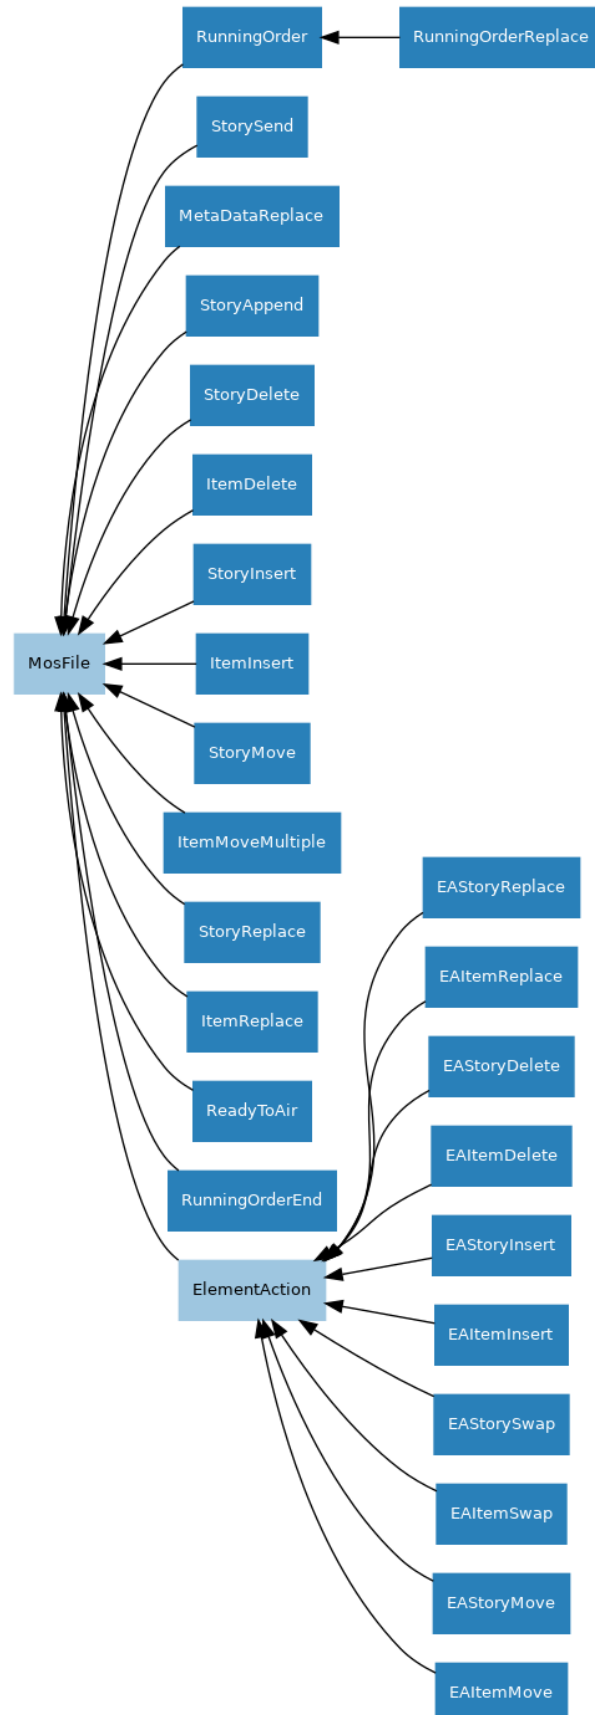 RunningOrder
RunningOrderReplace
StorySend
MetaDataReplace
StoryAppend
StoryDelete
ItemDelete
StoryInsert
MosFile
ItemInsert
StoryMove
ItemMoveMultiple
EAStoryReplace
StoryReplace
EAItemReplace
ItemReplace
EAStoryDelete
ReadyToAir
EAItemDelete
RunningOrderEnd
EAStoryInsert
ElementAction
EAItemInsert
EAStorySwap
EAItemSwap
EAStoryMove
EAItemMove